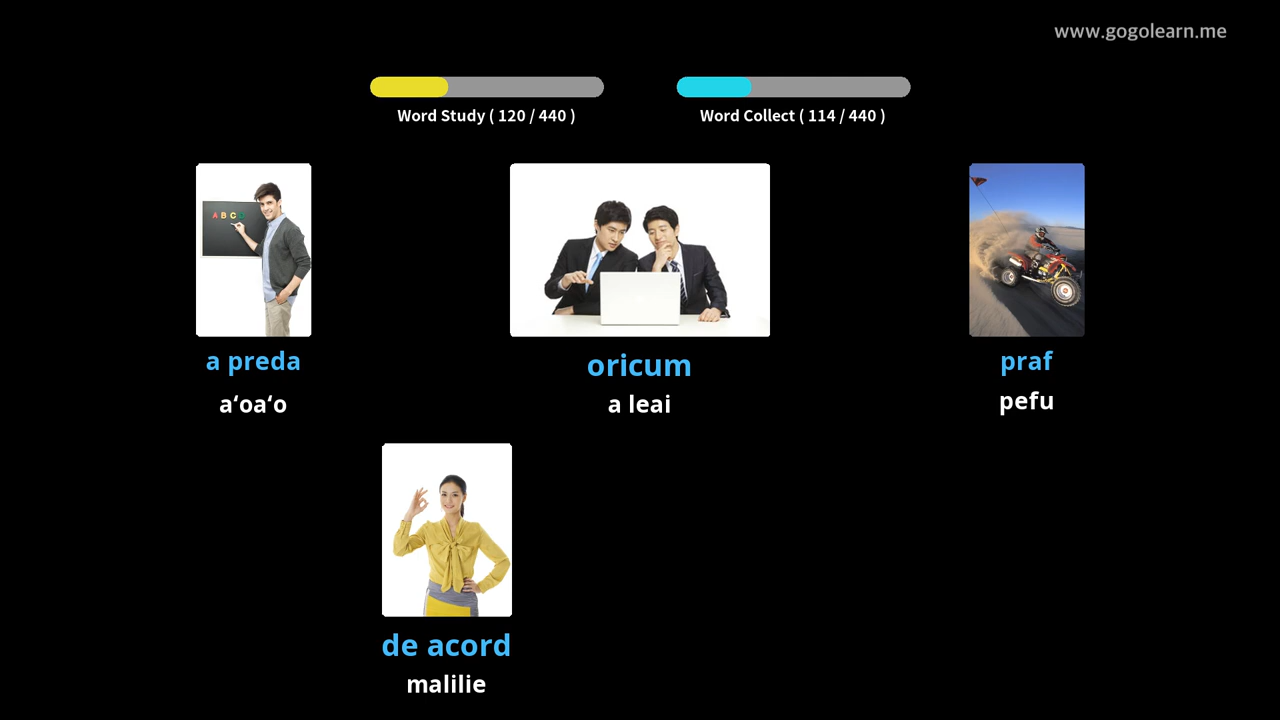 www.gogolearn.me
Word Study ( 120 / 440 )
Word Collect ( 114 / 440 )
A B C D
a preda
aʻoaʻo
oricum
a leai
praf
pefu
de acord
malilie